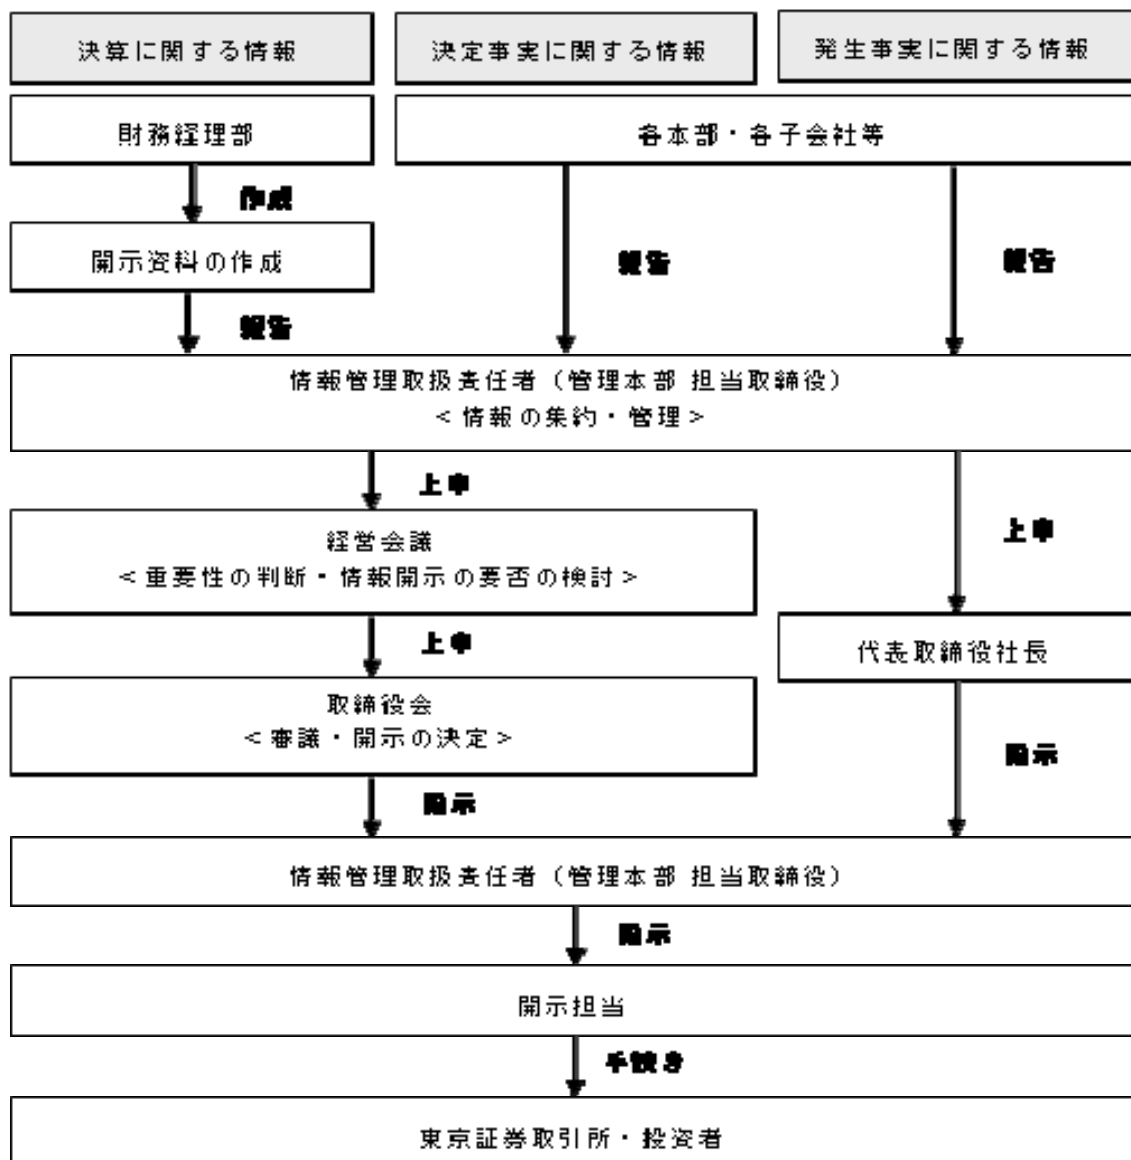 決算に関する情報
決定事実に関する情報
発生事実に関する情報
財務経理部
各本部・各子会社等
作成
開示資料の作成
報告
報告
報告
情報管理取扱責任者（管理本部 担当取締役）
＜情報の集約・管理＞
上申
上申
経営会議
＜重要性の判断・情報開示の要否の検討＞
上申
代表取締役社長
取締役会
＜審議・開示の決定＞
指示
指示
情報管理取扱責任者（管理本部 担当取締役）
指示
開示担当
手続き
東京証券取引所・投資者